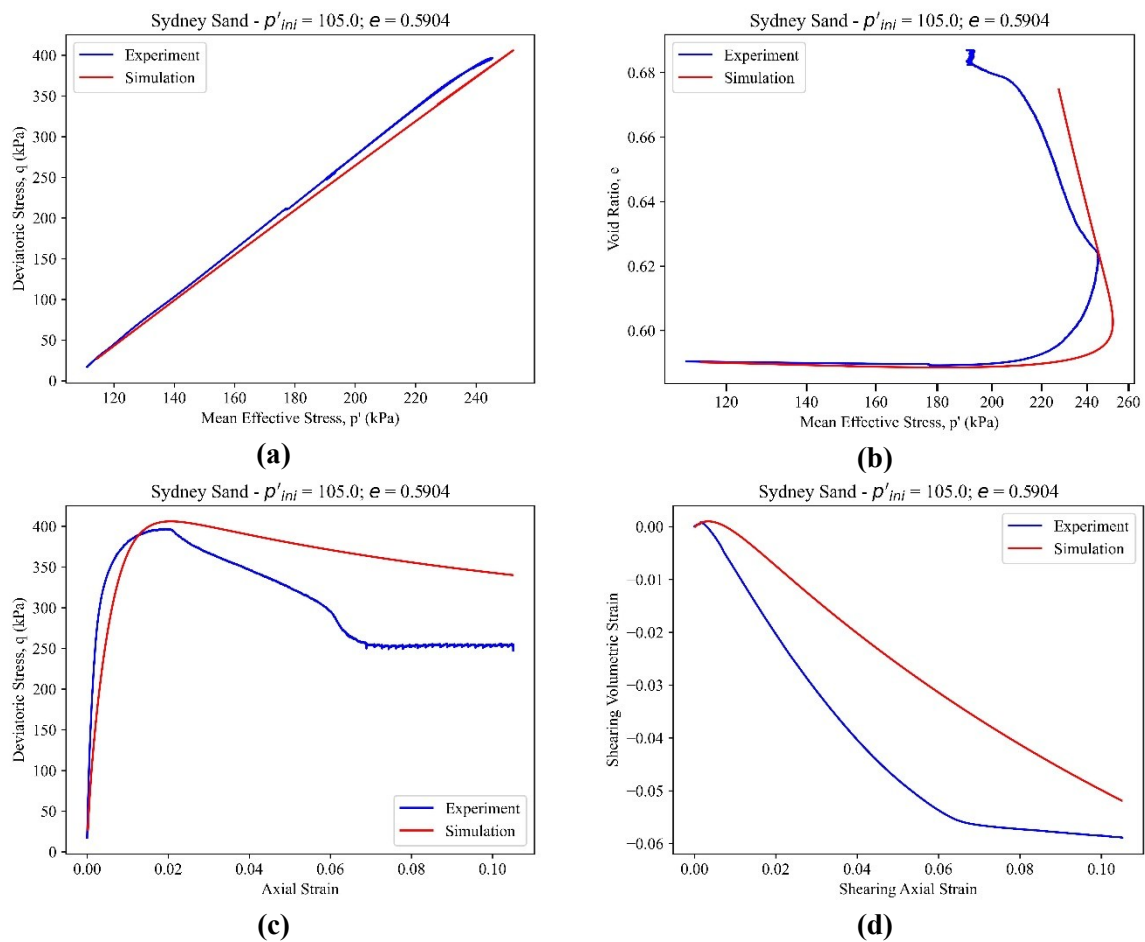 Sydney Sand - p'ini = 105.0; e = 0.5904
Experiment
Simulation
400
350
300
250
200
150
100
50
0
Deviatoric Stress, q (kPa)
120 140 160 180 200 220 240
Mean Effective Stress, p' (kPa)
(a)
Sydney Sand - p'ini = 105.0; e = 0.5904
Experiment
Simulation
0.68
0.66
0.64
0.62
0.60
Void Ratio, e
120 140 160 180 200 220 240 260
Mean Effective Stress, p' (kPa)
(b)
Sydney Sand - p'ini = 105.0; e = 0.5904
400
350
300
250
200
150
100
50
0
Deviatoric Stress, q (kPa)
Experiment
Simulation
0.00 0.02 0.04 0.06 0.08 0.10
Axial Strain
(c)
Sydney Sand - p'ini = 105.0; e = 0.5904
Experiment
Simulation
0.00
−0.01
−0.02
−0.03
−0.04
−0.05
−0.06
Shearing Volumetric Strain
0.00 0.02 0.04 0.06 0.08 0.10
Shearing Axial Strain
(d)